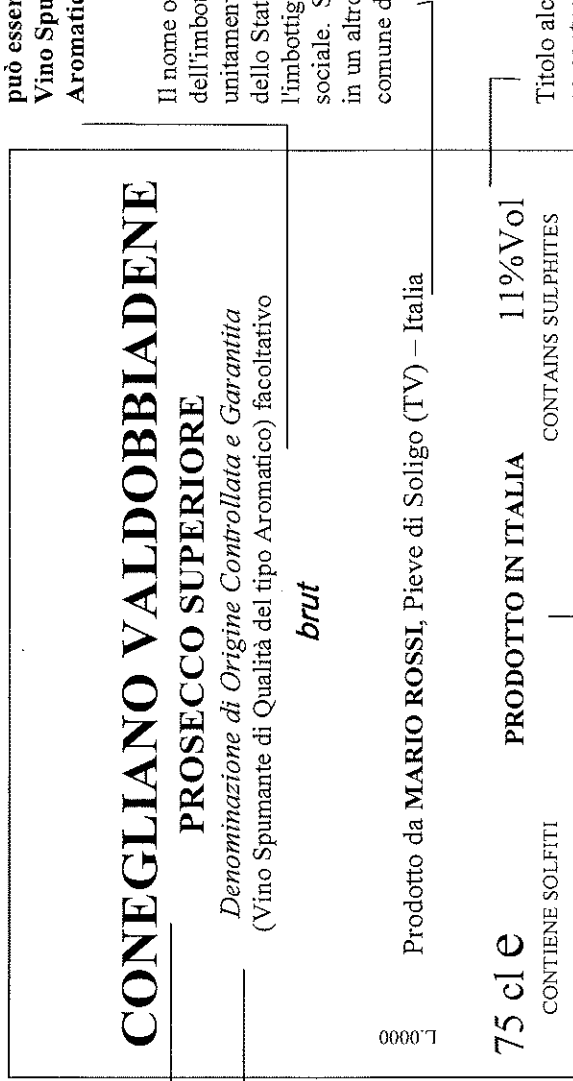 può esser
Vino Spu
Aromatic
Il nome o
dell'imbot
unitament
dello Stat
l'imbottig
sociale. S
in un altro
comune d
CONEGLIANO VALDOBBIADENE
PROSECCO SUPERIORE
Denominazione di Origine Controllata e Garantita
(Vino Spumante di Qualità del tipo Aromatico) facoltativo
brut
Prodotto da MARIO ROSSI, Pieve di Soligo (TV) – Italia
L.0000
75 cl e PRODOTTO IN ITALIA 11%Vol
CONTIENE SOLFITI CONTAINS SULPHITES
Titolo alco